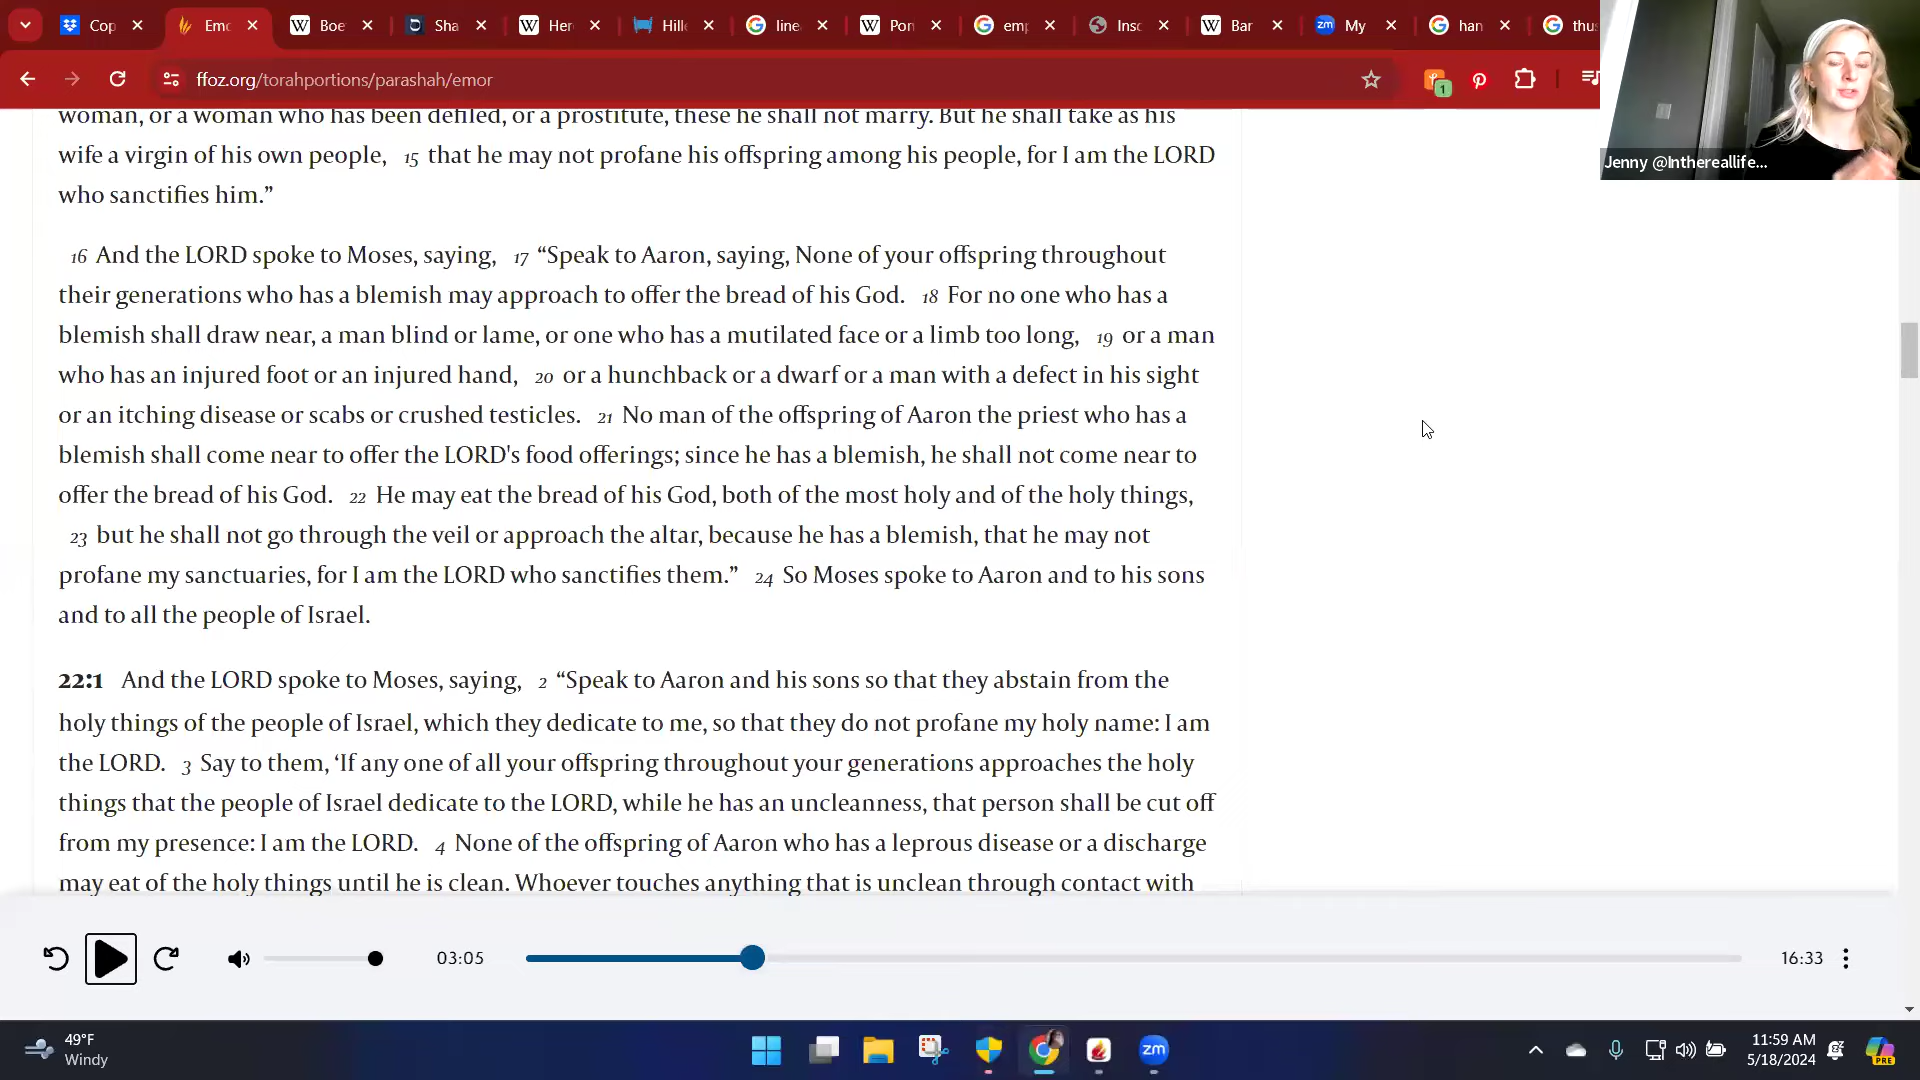 Cop
Emc
Boe
Sha
Her
Hille
line
Pon
emp
Insc
Bar
My
han
thu
ffoz.org/torahportions/parashah/emor
1
Jenny @Inthereallife...
woman, or a woman who has been defiled, or a prostitute, these he shall not marry. But he shall take as his
wife a virgin of his own people, 15 that he may not profane his offspring among his people, for I am the LORD
who sanctifies him.”
16 And the LORD spoke to Moses, saying, 17 “Speak to Aaron, saying, None of your offspring throughout
their generations who has a blemish may approach to offer the bread of his God. 18 For no one who has a
blemish shall draw near, a man blind or lame, or one who has a mutilated face or a limb too long, 19 or a man
who has an injured foot or an injured hand, 20 or a hunchback or a dwarf or a man with a defect in his sight
or an itching disease or scabs or crushed testicles. 21 No man of the offspring of Aaron the priest who has a
blemish shall come near to offer the LORD's food offerings; since he has a blemish, he shall not come near to
offer the bread of his God. 22 He may eat the bread of his God, both of the most holy and of the holy things,
23 but he shall not go through the veil or approach the altar, because he has a blemish, that he may not
profane my sanctuaries, for I am the LORD who sanctifies them.” 24 So Moses spoke to Aaron and to his sons
and to all the people of Israel.
22:1 And the LORD spoke to Moses, saying, 2 “Speak to Aaron and his sons so that they abstain from the
holy things of the people of Israel, which they dedicate to me, so that they do not profane my holy name: I am
the LORD. 3 Say to them, ‘If any one of all your offspring throughout your generations approaches the holy
things that the people of Israel dedicate to the LORD, while he has an uncleanness, that person shall be cut off
from my presence: I am the LORD. 4 None of the offspring of Aaron who has a leprous disease or a discharge
may eat of the holy things until he is clean. Whoever touches anything that is unclean through contact with
03:05
16:33
49°F
Windy
zm
11:59 AM
5/18/2024
PRE